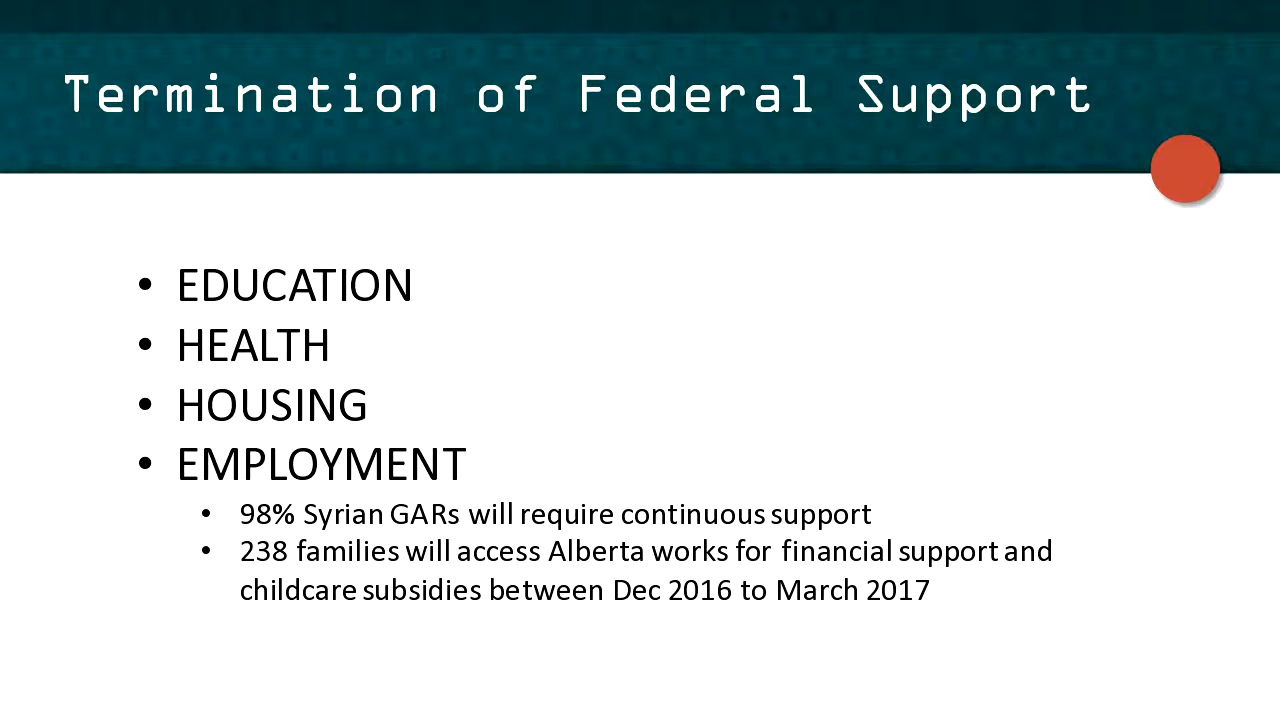 Termination of Federal Support
• EDUCATION
• HEALTH
• HOUSING
• EMPLOYMENT
• 98% Syrian GARs will require continuous support
• 238 families will access Alberta works for financial support and
childcare subsidies between Dec 2016 to March 2017